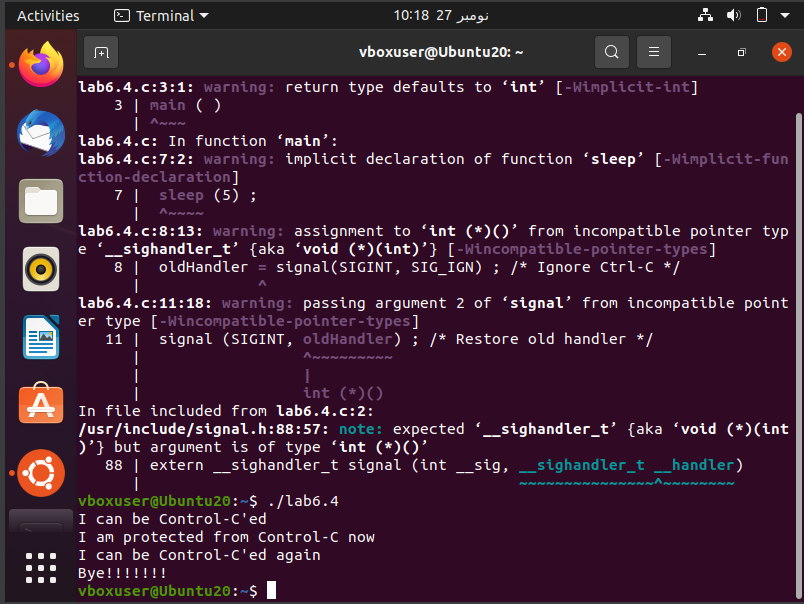 Activities Terminal 10:18 27 نومبر
vboxuser@Ubuntu20: ~
lab6.4.c:3:1: warning: return type defaults to ‘int’ [-Wimplicit-int]
3 | main ( )
| ^~~~
lab6.4.c: In function ‘main’:
lab6.4.c:7:2: warning: implicit declaration of function ‘sleep’ [-Wimplicit-fun
ction-declaration]
7 | sleep (5) ;
| ^~~~~
lab6.4.c:8:13: warning: assignment to ‘int (*)()’ from incompatible pointer typ
e ‘__sighandler_t’ {aka ‘void (*)(int)’} [-Wincompatible-pointer-types]
8 | oldHandler = signal(SIGINT, SIG_IGN) ; /* Ignore Ctrl-C */
| ^
lab6.4.c:11:18: warning: passing argument 2 of ‘signal’ from incompatible point
er type [-Wincompatible-pointer-types]
11 | signal (SIGINT, oldHandler) ; /* Restore old handler */
| ^~~~~~~~~~
| |
| int (*)()
In file included from lab6.4.c:2:
/usr/include/signal.h:88:57: note: expected ‘__sighandler_t’ {aka ‘void (*)(int
)’} but argument is of type ‘int (*)()’
88 | extern __sighandler_t signal (int __sig, __sighandler_t __handler)
| ~~~~~~~~~~~~~~~^~~~~~~~~
vboxuser@Ubuntu20:~$ ./lab6.4
I can be Control-C'ed
I am protected from Control-C now
I can be Control-C'ed again
Bye!!!!!!!
vboxuser@Ubuntu20:~$